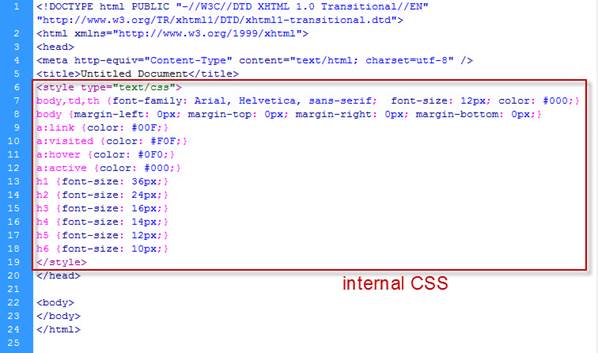 1 <!DOCTYPE html PUBLIC "-//W3C//DTD XHTML 1.0 Transitional//EN"
"http://www.w3.org/TR/xhtml1/DTD/xhtml1-transitional.dtd">
2 <html xmlns="http://www.w3.org/1999/xhtml">
3 <head>
4 <meta http-equiv="Content-Type" content="text/html; charset=utf-8" />
5 <title>Untitled Document</title>
6 <style type="text/css">
7 body,td,th {font-family: Arial, Helvetica, sans-serif;  font-size: 12px; color: #000;}
8 body {margin-left: 0px; margin-top: 0px; margin-right: 0px; margin-bottom: 0px;}
9 a:link {color: #00F;}
10 a:visited {color: #F0F;}
11 a:hover {color: #0F0;}
12 a:active {color: #000;}
13 h1 {font-size: 36px;}
14 h2 {font-size: 24px;}
15 h3 {font-size: 16px;}
16 h4 {font-size: 14px;}
17 h5 {font-size: 12px;}
18 h6 {font-size: 10px;}
19 </style>
20 </head>
internal CSS
21
22 <body>
23 </body>
24 </html>
25